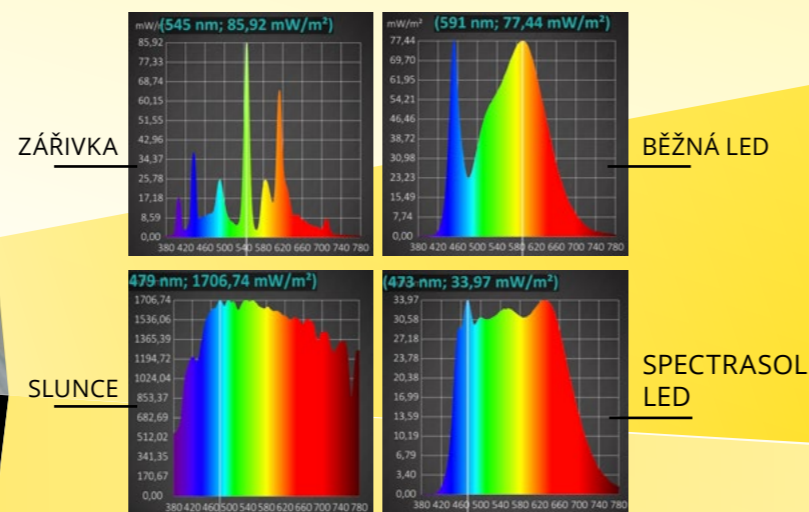 mW/m²
(545 nm; 85,92 mW/m²)
85,92
77,33
68,74
60,15
51,55
42,96
34,37
25,78
17,18
8,59
0,00
380 420 460 500 540 580 620 660 700 740 780
ZÁŘIVKA
mW/m²
(591 nm; 77,44 mW/m²)
77,44
69,70
61,95
54,21
46,46
38,72
30,98
23,23
15,49
7,74
0,00
380 420 460 500 540 580 620 660 700 740 780
BĚŽNÁ LED
479 nm; 1706,74 mW/m²)
1706,74
1536,06
1365,39
1194,72
1024,04
853,37
682,69
512,02
341,35
170,67
0,00
380 420 460 500 540 580 620 660 700 740 780
SLUNCE
(473 nm; 33,97 mW/m²)
33,97
30,58
27,18
23,78
20,38
16,99
13,59
10,19
6,79
3,40
0,00
380 420 460 500 540 580 620 660 700 740 780
SPECTRASOL
LED